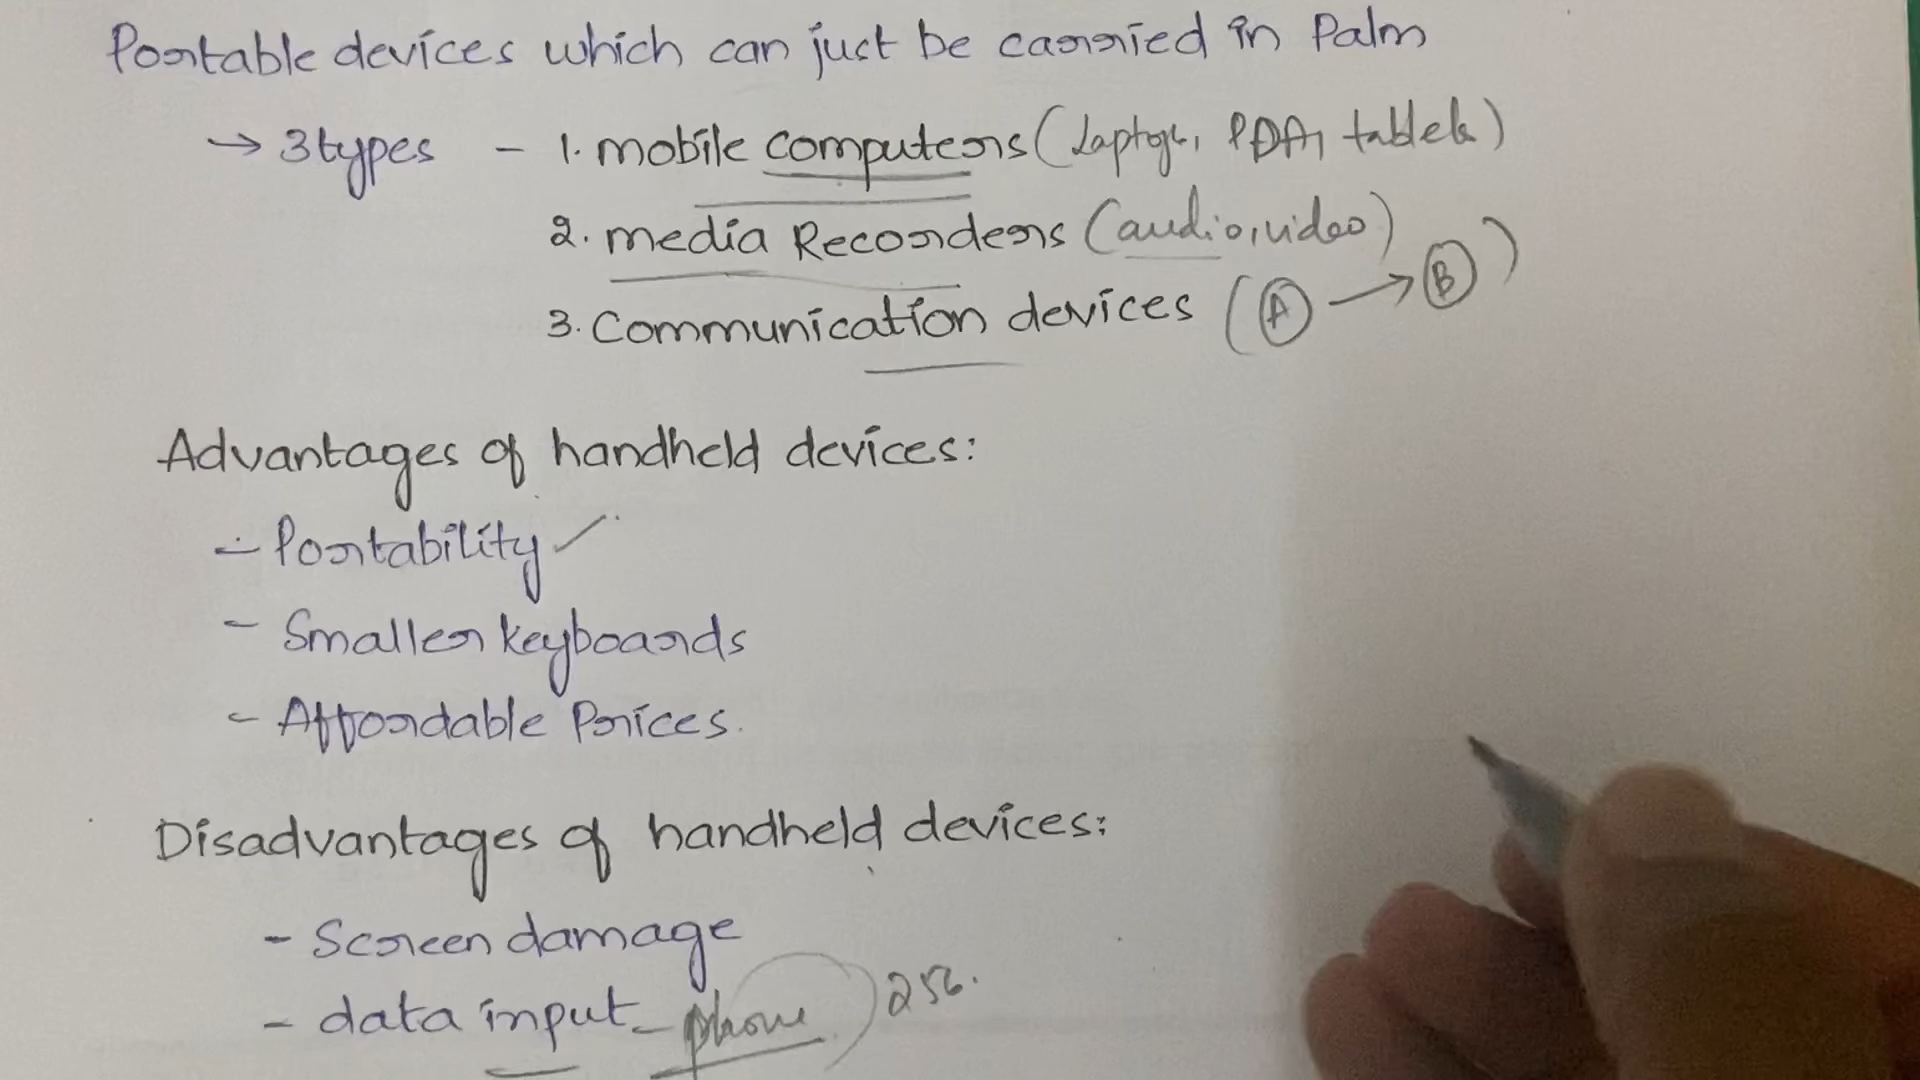 Portable devices which can just be carried in Palm
→ 3 types - 1. mobile computers (Laptops, PDA, tablets)
2. media Recorders (audio, video)
3. Communication devices (A → B)
Advantages of handheld devices:
- Portability ✓
- Smaller keyboards
- Affordable Prices.
Disadvantages of handheld devices:
- Screen damage
- data input - phone) 256.